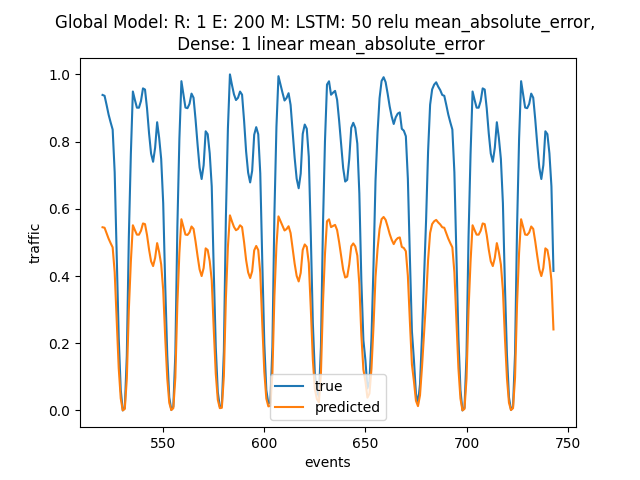 Global Model: R: 1 E: 200 M: LSTM: 50 relu mean_absolute_error,
Dense: 1 linear mean_absolute_error
1.0
0.8
0.6
0.4
0.2
0.0
traffic
true
predicted
550
600
650
700
750
events